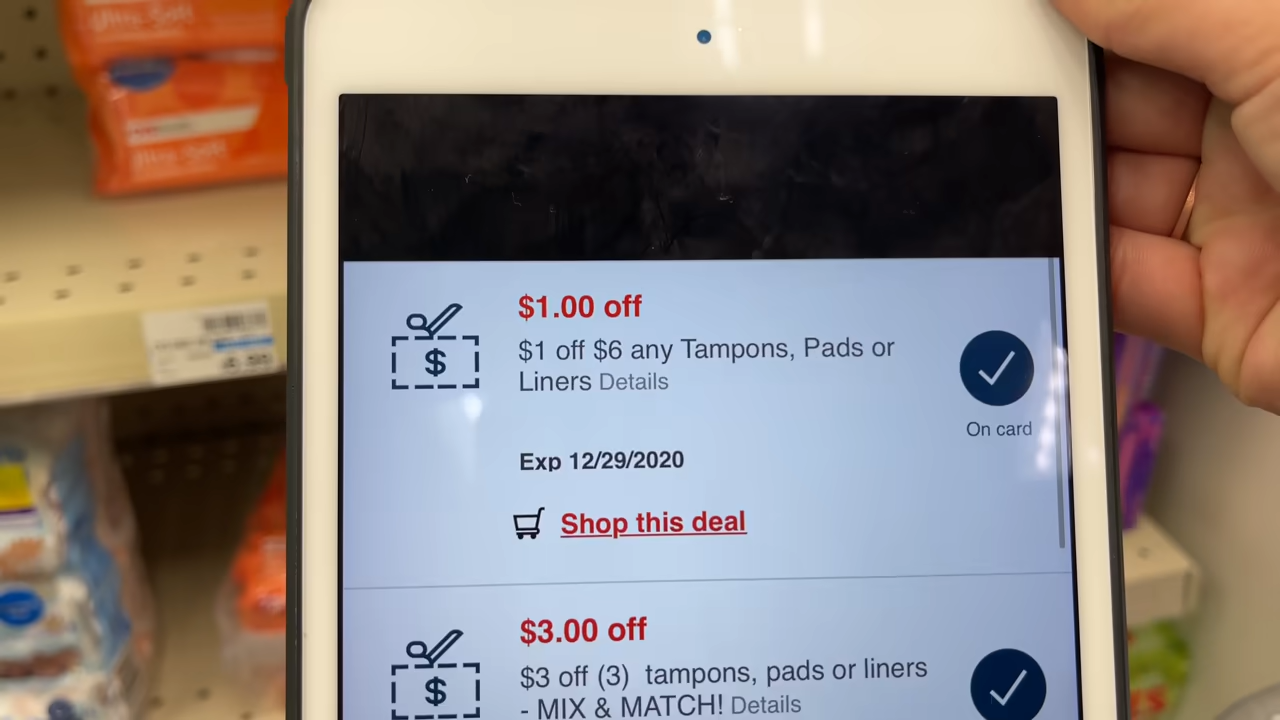 $1.00 off
$1 off $6 any Tampons, Pads or
Liners Details
On card
Exp 12/29/2020
Shop this deal
$3.00 off
$3 off (3) tampons, pads or liners
- MIX & MATCH! Details
$
$